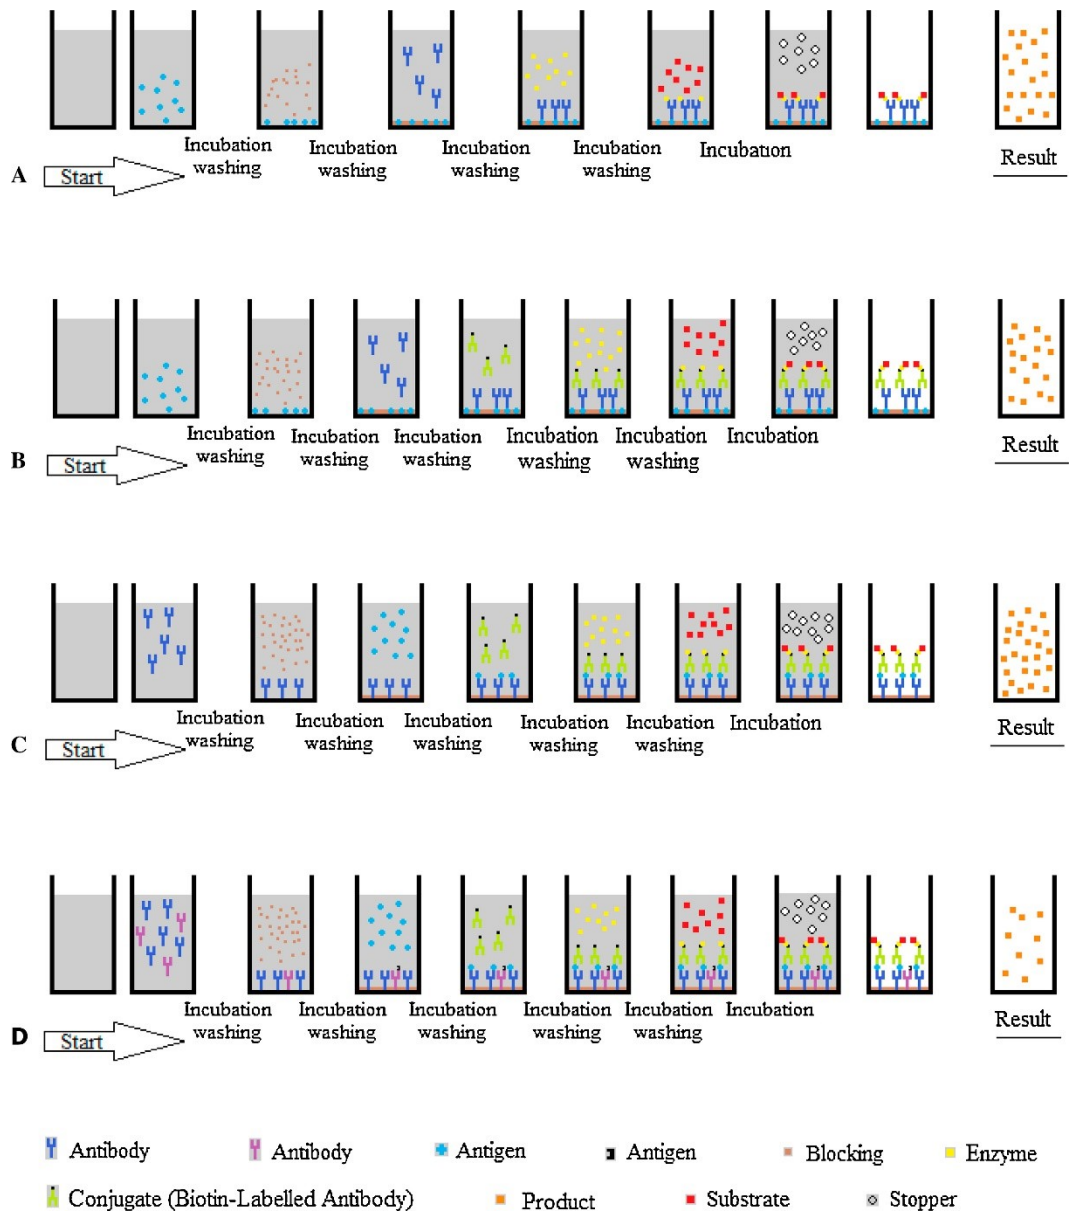 Incubation washing Incubation washing Incubation washing Incubation washing Incubation
Result
A Start
Incubation washing Incubation washing Incubation washing Incubation washing Incubation washing Incubation
Result
B Start
Incubation washing Incubation washing Incubation washing Incubation washing Incubation washing Incubation
Result
C Start
Incubation washing Incubation washing Incubation washing Incubation washing Incubation washing Incubation
Result
D Start
Antibody Antibody Antigen Antigen Blocking Enzyme
Conjugate (Biotin-Labelled Antibody) Product Substrate Stopper